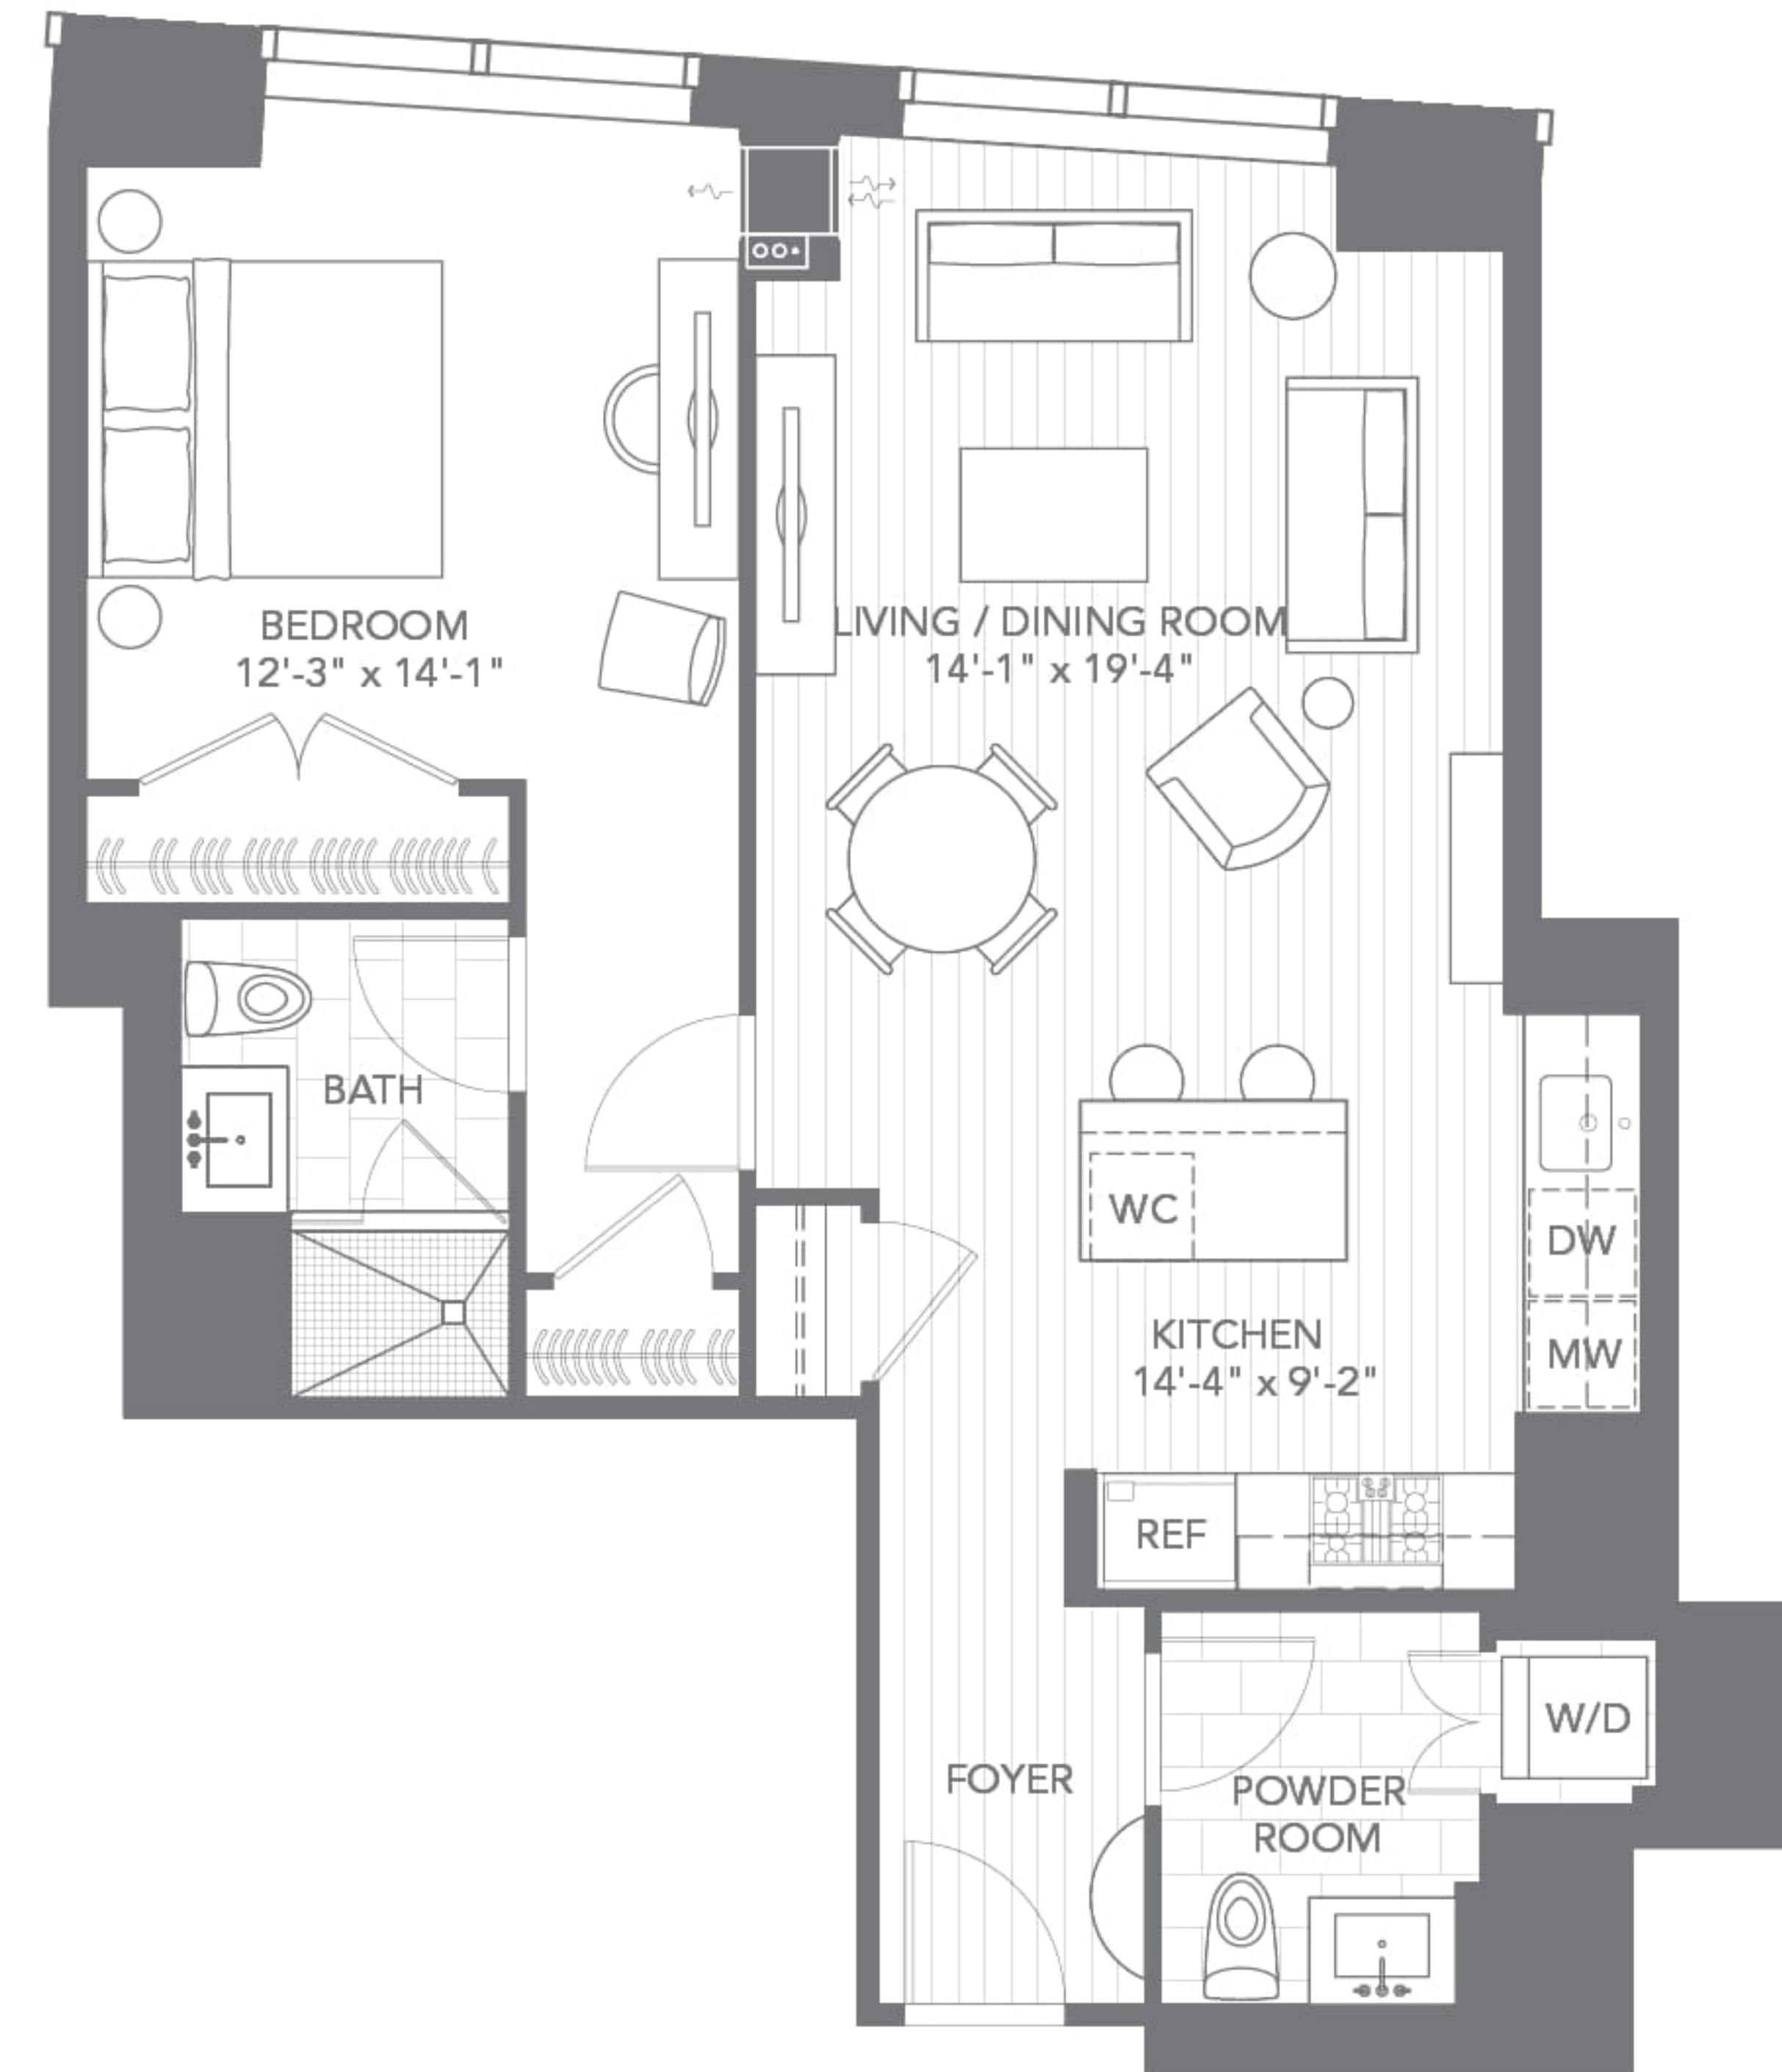 BEDROOM
12'-3" x 14'-1"
LIVING / DINING ROOM
14'-1" x 19'-4"
BATH
WC
DW
MW
KITCHEN
14'-4" x 9'-2"
REF
W/D
FOYER
POWDER
ROOM